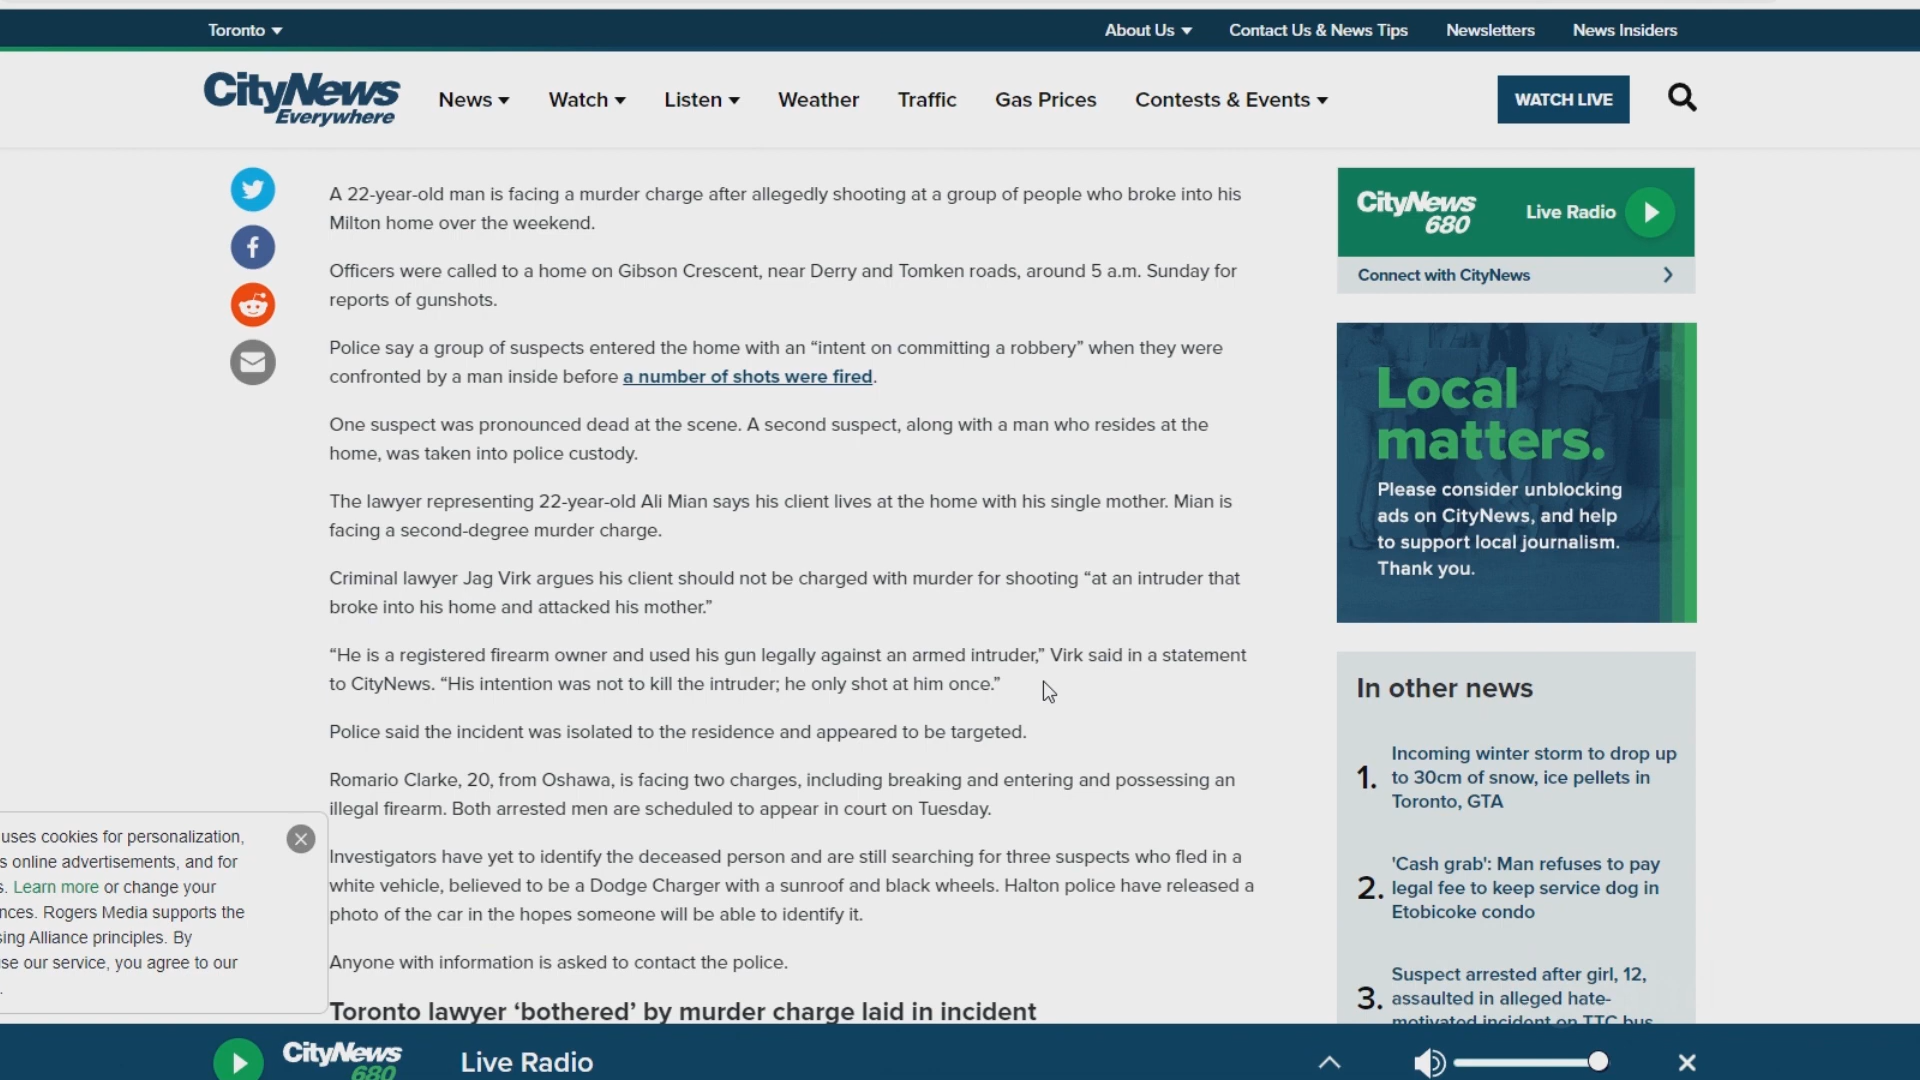 Toronto
About Us
Contact Us & News Tips
Newsletters
News Insiders
CityNews
Everywhere
News
Watch
Listen
Weather
Traffic
Gas Prices
Contests & Events
WATCH LIVE
A 22-year-old man is facing a murder charge after allegedly shooting at a group of people who broke into his
Milton home over the weekend.
Officers were called to a home on Gibson Crescent, near Derry and Tomken roads, around 5 a.m. Sunday for
reports of gunshots.
Police say a group of suspects entered the home with an “intent on committing a robbery” when they were
confronted by a man inside before a number of shots were fired.
One suspect was pronounced dead at the scene. A second suspect, along with a man who resides at the
home, was taken into police custody.
The lawyer representing 22-year-old Ali Mian says his client lives at the home with his single mother. Mian is
facing a second-degree murder charge.
Criminal lawyer Jag Virk argues his client should not be charged with murder for shooting “at an intruder that
broke into his home and attacked his mother.”
“He is a registered firearm owner and used his gun legally against an armed intruder,” Virk said in a statement
to CityNews. “His intention was not to kill the intruder; he only shot at him once.”
Police said the incident was isolated to the residence and appeared to be targeted.
Romario Clarke, 20, from Oshawa, is facing two charges, including breaking and entering and possessing an
illegal firearm. Both arrested men are scheduled to appear in court on Tuesday.
Investigators have yet to identify the deceased person and are still searching for three suspects who fled in a
white vehicle, believed to be a Dodge Charger with a sunroof and black wheels. Halton police have released a
photo of the car in the hopes someone will be able to identify it.
Anyone with information is asked to contact the police.
Toronto lawyer ‘bothered’ by murder charge laid in incident
CityNews
680
Live Radio
Connect with CityNews
Local
matters.
Please consider unblocking
ads on CityNews, and help
to support local journalism.
Thank you.
In other news
1.
Incoming winter storm to drop up
to 30cm of snow, ice pellets in
Toronto, GTA
2.
'Cash grab': Man refuses to pay
legal fee to keep service dog in
Etobicoke condo
3.
Suspect arrested after girl, 12,
assaulted in alleged hate-
motivated incident on TTC bus
uses cookies for personalization,
s online advertisements, and for
s. Learn more or change your
nces. Rogers Media supports the
sing Alliance principles. By
se our service, you agree to our
.
CityNews
680
Live Radio